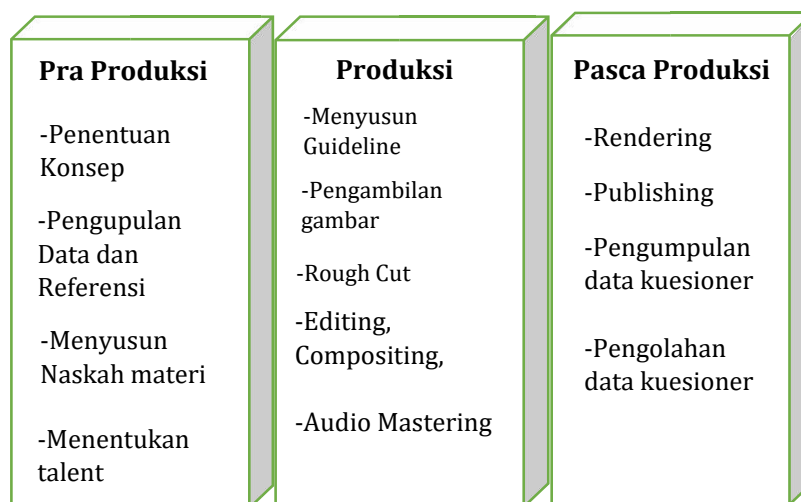 Pra Produksi
-Penentuan
Konsep
-Pengupulan
Data dan
Referensi
-Menyusun
Naskah materi
-Menentukan
talent
Produksi
-Menyusun
Guideline
-Pengambilan
gambar
-Rough Cut
-Editing,
Compositing,
-Audio Mastering
Pasca Produksi
-Rendering
-Publishing
-Pengumpulan
data kuesioner
-Pengolahan
data kuesioner